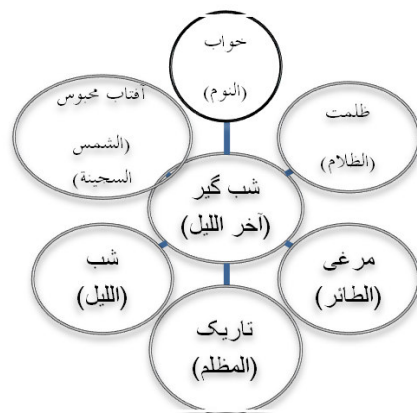 خواب
(النوم)
ظلمت
(الظلام)
آفتاب محبوس
(الشمس
السجينة)
شب گیر
(آخر الليل)
مرغی
(الطائر)
شب
(الليل)
تاریک
(المظلم)